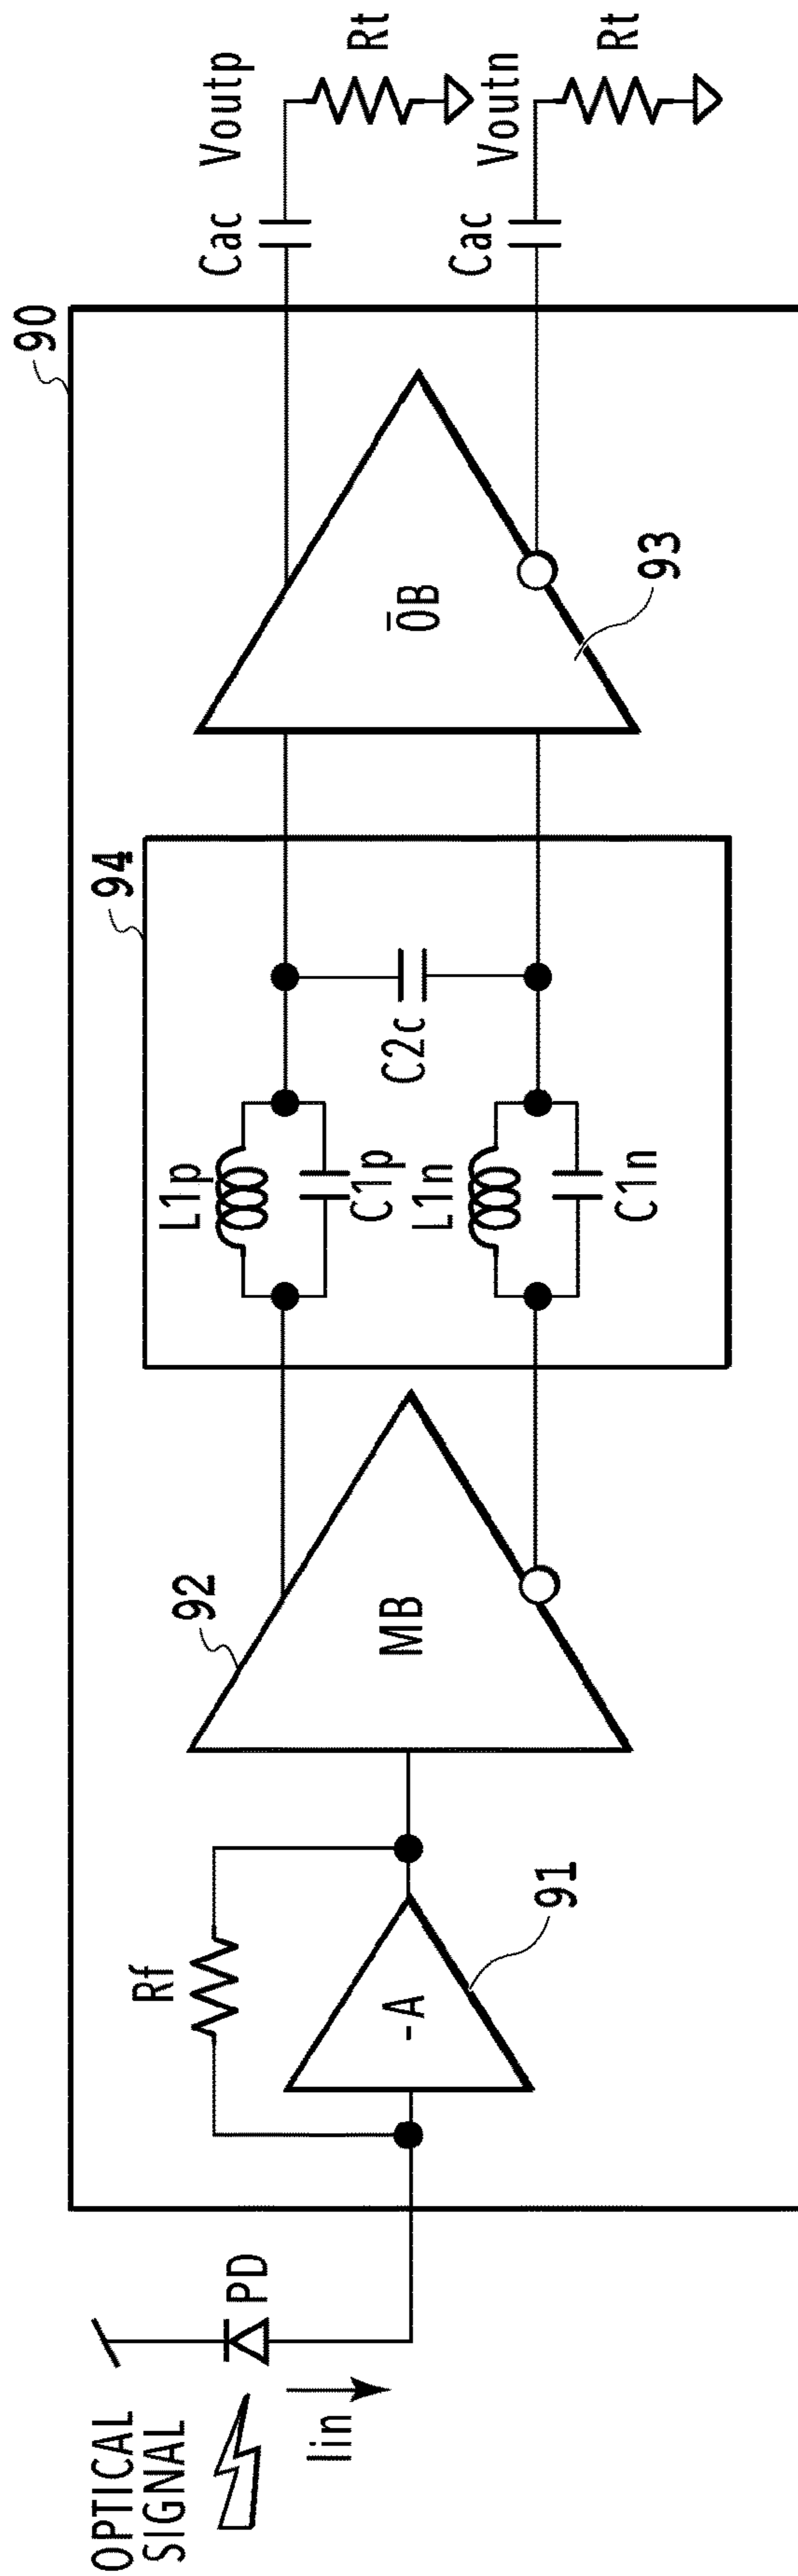 OPTICAL
SIGNAL
PD
Iin
90
Rf
-A
91
92
MB
94
L1p
C1p
L1n
C1n
C2c
OB
93
Cac
Voutp
Rt
Cac
Voutn
Rt